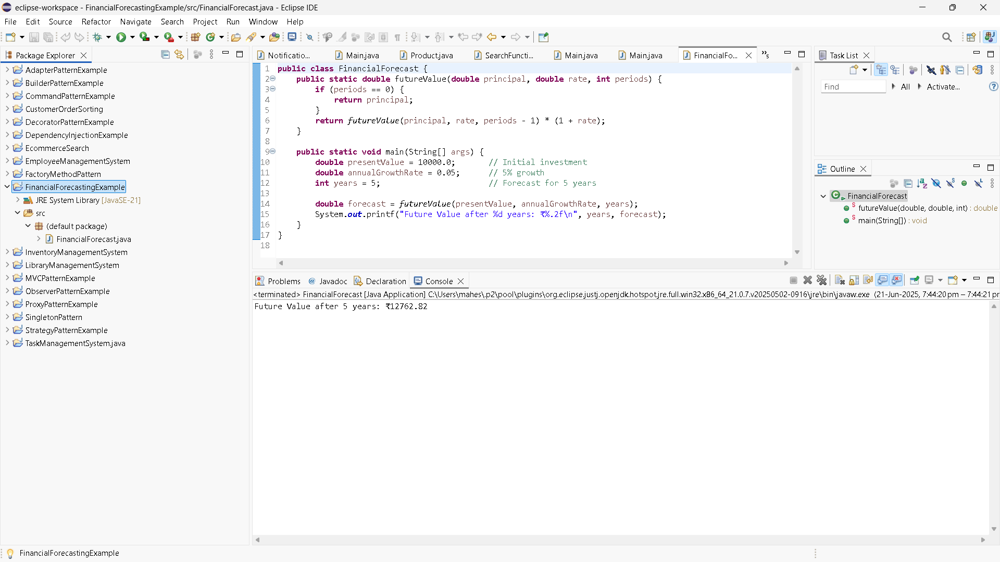 eclipse-workspace - FinancialForecastingExample/src/FinancialForecast.java - Eclipse IDE
File Edit Source Refactor Navigate Search Project Run Window Help
Package Explorer
AdapterPatternExample
BuilderPatternExample
CommandPatternExample
CustomerOrderSorting
DecoratorPatternExample
DependencyInjectionExample
EcommerceSearch
EmployeeManagementSystem
FactoryMethodPattern
FinancialForecastingExample
JRE System Library [JavaSE-21]
src
(default package)
FinancialForecast.java
InventoryManagementSystem
LibraryManagementSystem
MVCPatternExample
ObserverPatternExample
ProxyPatternExample
SingletonPattern
StrategyPatternExample
TaskManagementSystem.java
Notificatio... Main.java Product.java SearchFuncti... Main.java Main.java FinancialFo... »5
1 public class FinancialForecast {
2 public static double futureValue(double principal, double rate, int periods) {
3 if (periods == 0) {
4 return principal;
5 }
6 return futureValue(principal, rate, periods - 1) * (1 + rate);
7 }
8
9 public static void main(String[] args) {
10 double presentValue = 10000.0; // Initial investment
11 double annualGrowthRate = 0.05; // 5% growth
12 int years = 5; // Forecast for 5 years
13
14 double forecast = futureValue(presentValue, annualGrowthRate, years);
15 System.out.printf("Future Value after %d years: ₹%.2f\n", years, forecast);
16 }
17 }
18
Task List
Find All Activate...
Outline
FinancialForecast
futureValue(double, double, int) : double
main(String[]) : void
Problems Javadoc Declaration Console
<terminated> FinancialForecast [Java Application] C:\Users\mahes\.p2\pool\plugins\org.eclipse.justj.openjdk.hotspot.jre.full.win32.x86_64_21.0.7.v20250502-0916\jre\bin\javaw.exe (21-Jun-2025, 7:44:20 pm – 7:44:21 pr
Future Value after 5 years: ₹12762.82
FinancialForecastingExample